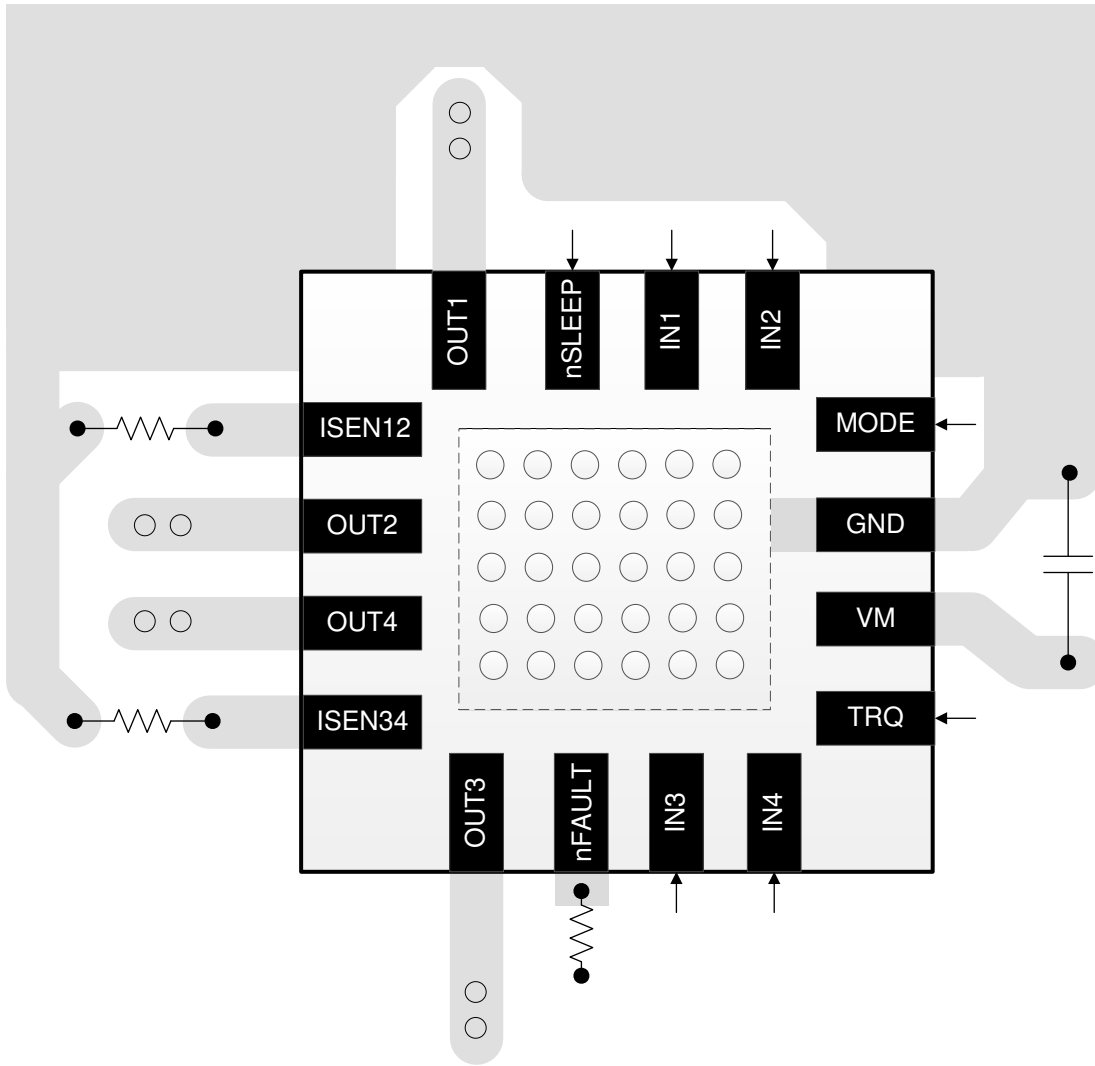 OUT1
nSLEEP
IN1
IN2
ISEN12
MODE
OUT2
GND
OUT4
VM
ISEN34
TRQ
OUT3
nFAULT
IN3
IN4